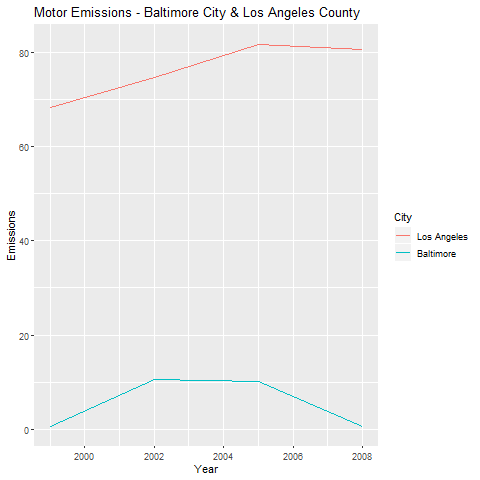 Motor Emissions - Baltimore City & Los Angeles County
80
60
40
20
0
Emissions
2000 2002 2004 2006 2008
Year
City
Los Angeles
Baltimore